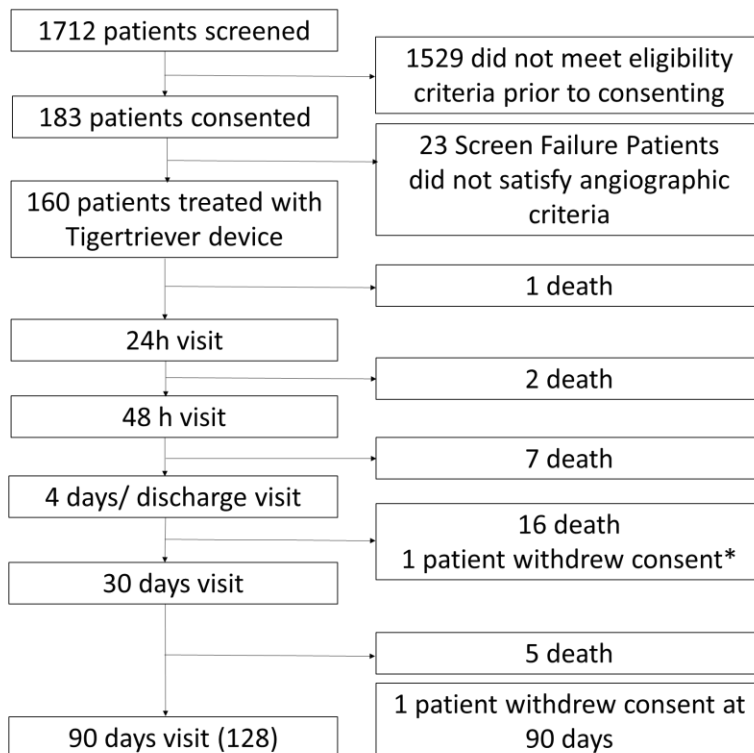 1712 patients screened
1529 did not meet eligibility
criteria prior to consenting
183 patients consented
23 Screen Failure Patients
did not satisfy angiographic
criteria
160 patients treated with
Tigertriever device
1 death
24h visit
2 death
48 h visit
7 death
4 days/ discharge visit
16 death
1 patient withdrew consent*
30 days visit
5 death
1 patient withdrew consent at
90 days
90 days visit (128)